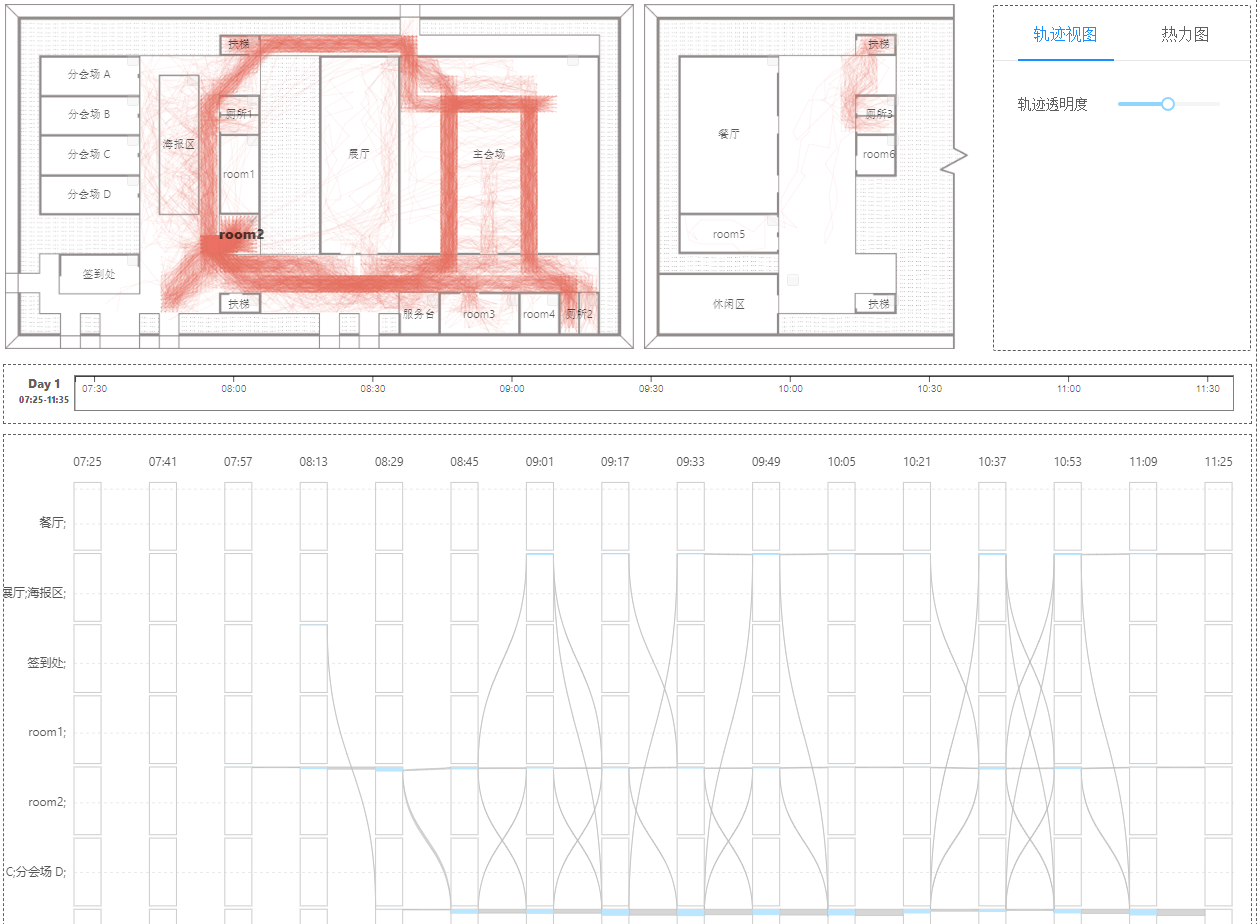 扶梯
分会场 A
分会场 B
分会场 C
分会场 D
海报区
厕所1
room1
room2
展厅
主会场
签到处
扶梯
服务台
room3
room4
厕所2
扶梯
餐厅
厕所3
room6
room5
休闲区
扶梯
轨迹视图 热力图
轨迹透明度
Day 1
07:25-11:35
07:30 08:00 08:30 09:00 09:30 10:00 10:30 11:00 11:30
07:25 07:41 07:57 08:13 08:29 08:45 09:01 09:17 09:33 09:49 10:05 10:21 10:37 10:53 11:09 11:25
餐厅;
展厅;海报区;
签到处;
room1;
room2;
C;分会场 D;